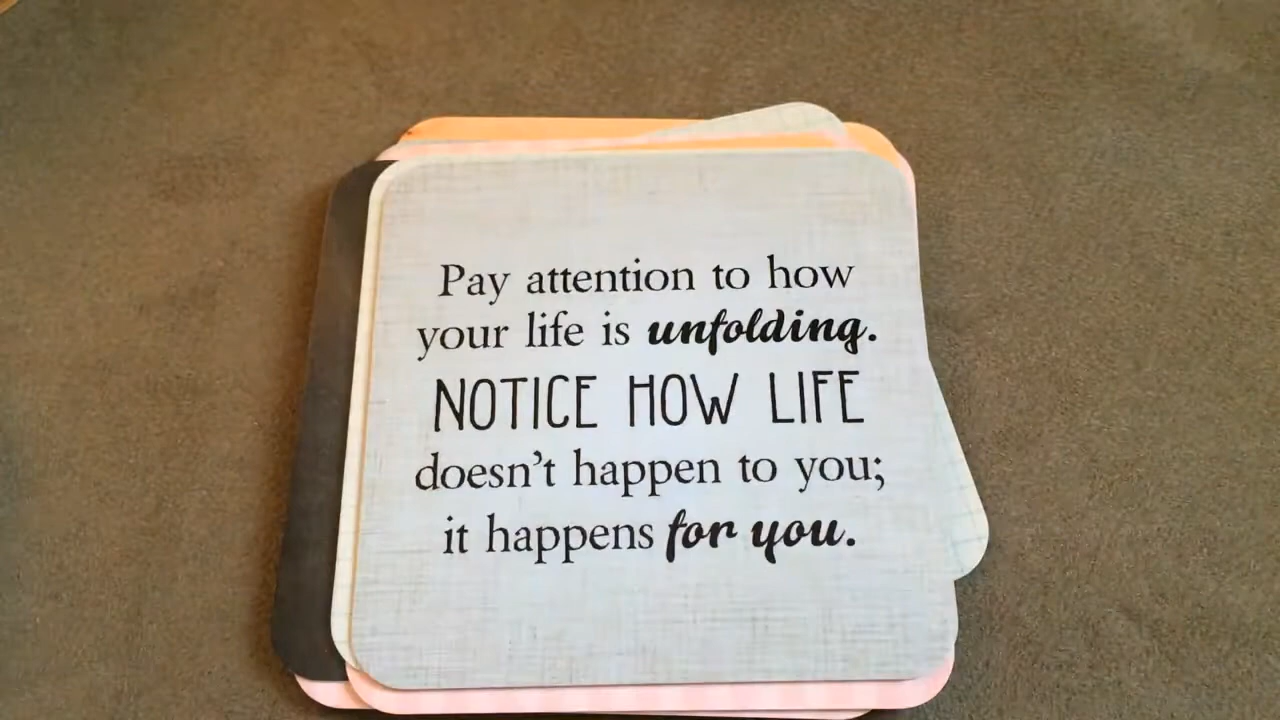 Pay attention to how
your life is unfolding.
NOTICE HOW LIFE
doesn’t happen to you;
it happens for you.